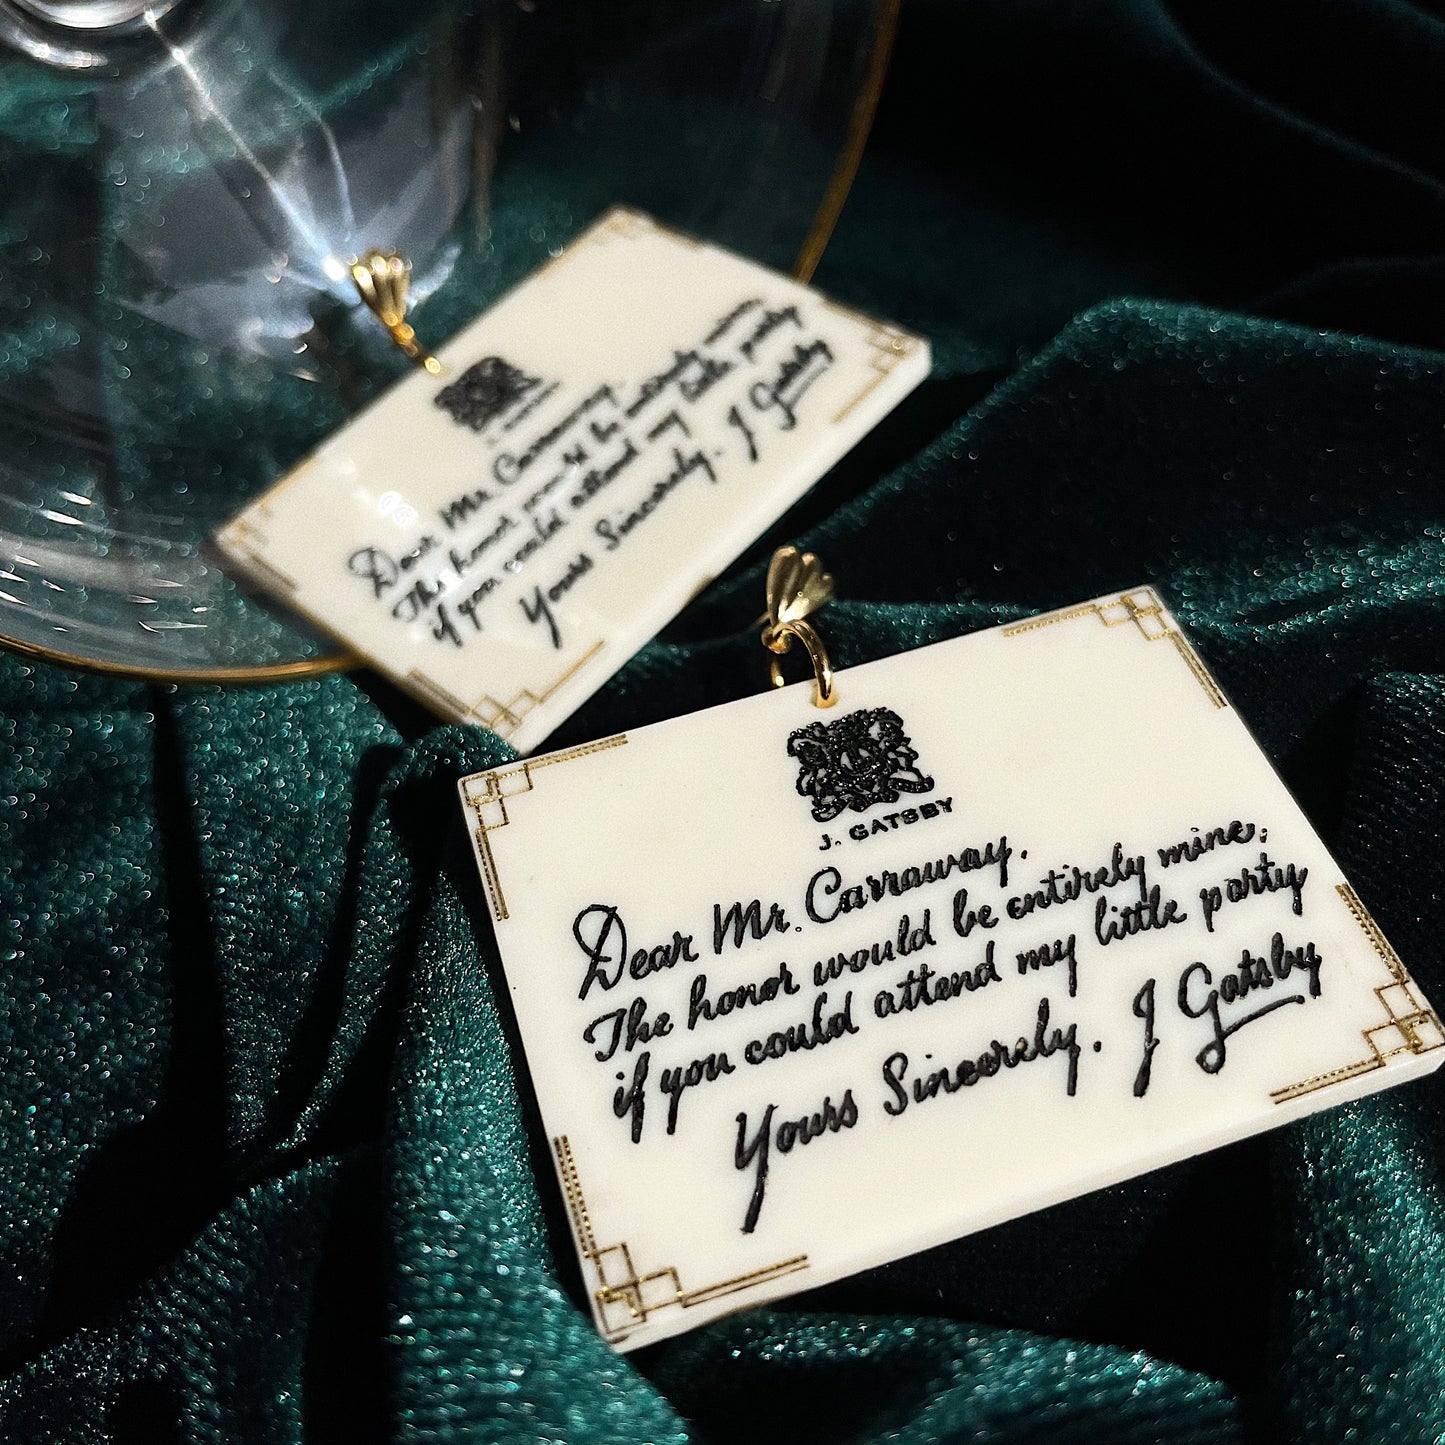 J. GATSBY
Dear Mr. Carraway.
The honor would be entirely mine,
if you could attend my little party
Yours Sincerely. J Gatsby
J. GATSBY
Dear Mr. Carraway.
The honor would be entirely mine,
if you could attend my little party
Yours Sincerely. J Gatsby